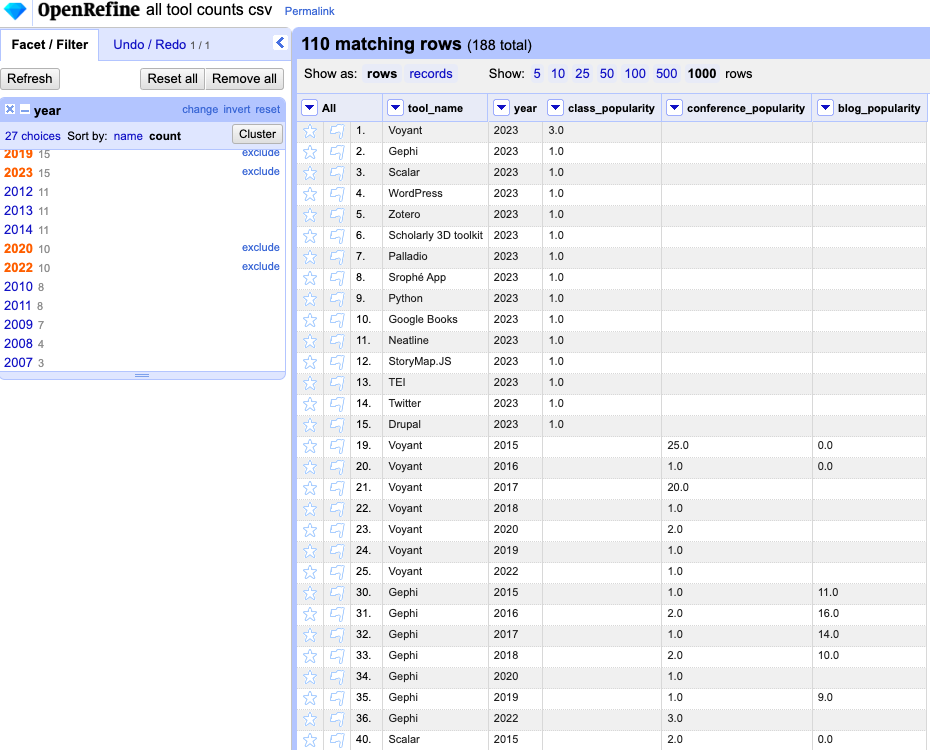 OpenRefine all tool counts csv Permalink
Facet / Filter Undo / Redo 1 / 1
Refresh Reset all Remove all
year change invert reset
27 choices Sort by: name count Cluster
2019 15 exclude
2023 15 exclude
2012 11
2013 11
2014 11
2020 10 exclude
2022 10 exclude
2010 8
2011 8
2009 7
2008 4
2007 3
110 matching rows (188 total)
Show as: rows records Show: 5 10 25 50 100 500 1000 rows
All tool_name year class_popularity conference_popularity blog_popularity
1. Voyant 2023 3.0
2. Gephi 2023 1.0
3. Scalar 2023 1.0
4. WordPress 2023 1.0
5. Zotero 2023 1.0
6. Scholarly 3D toolkit 2023 1.0
7. Palladio 2023 1.0
8. Srophé App 2023 1.0
9. Python 2023 1.0
10. Google Books 2023 1.0
11. Neatline 2023 1.0
12. StoryMap.JS 2023 1.0
13. TEI 2023 1.0
14. Twitter 2023 1.0
15. Drupal 2023 1.0
19. Voyant 2015 25.0 0.0
20. Voyant 2016 1.0 0.0
21. Voyant 2017 20.0
22. Voyant 2018 1.0
23. Voyant 2020 2.0
24. Voyant 2019 1.0
25. Voyant 2022 1.0
30. Gephi 2015 1.0 11.0
31. Gephi 2016 2.0 16.0
32. Gephi 2017 1.0 14.0
33. Gephi 2018 2.0 10.0
34. Gephi 2020 1.0
35. Gephi 2019 1.0 9.0
36. Gephi 2022 3.0
40. Scalar 2015 2.0 0.0